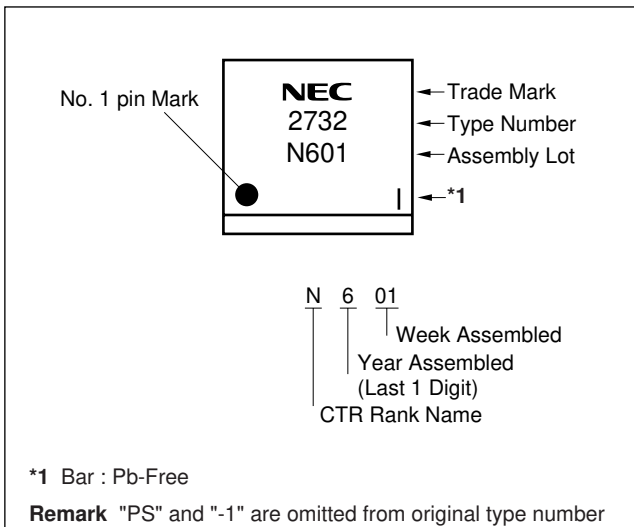 No. 1 pin Mark
NEC
2732
N601
Trade Mark
Type Number
Assembly Lot
*1
N 6 01
Week Assembled
Year Assembled
(Last 1 Digit)
CTR Rank Name
*1 Bar : Pb-Free
Remark "PS" and "-1" are omitted from original type number